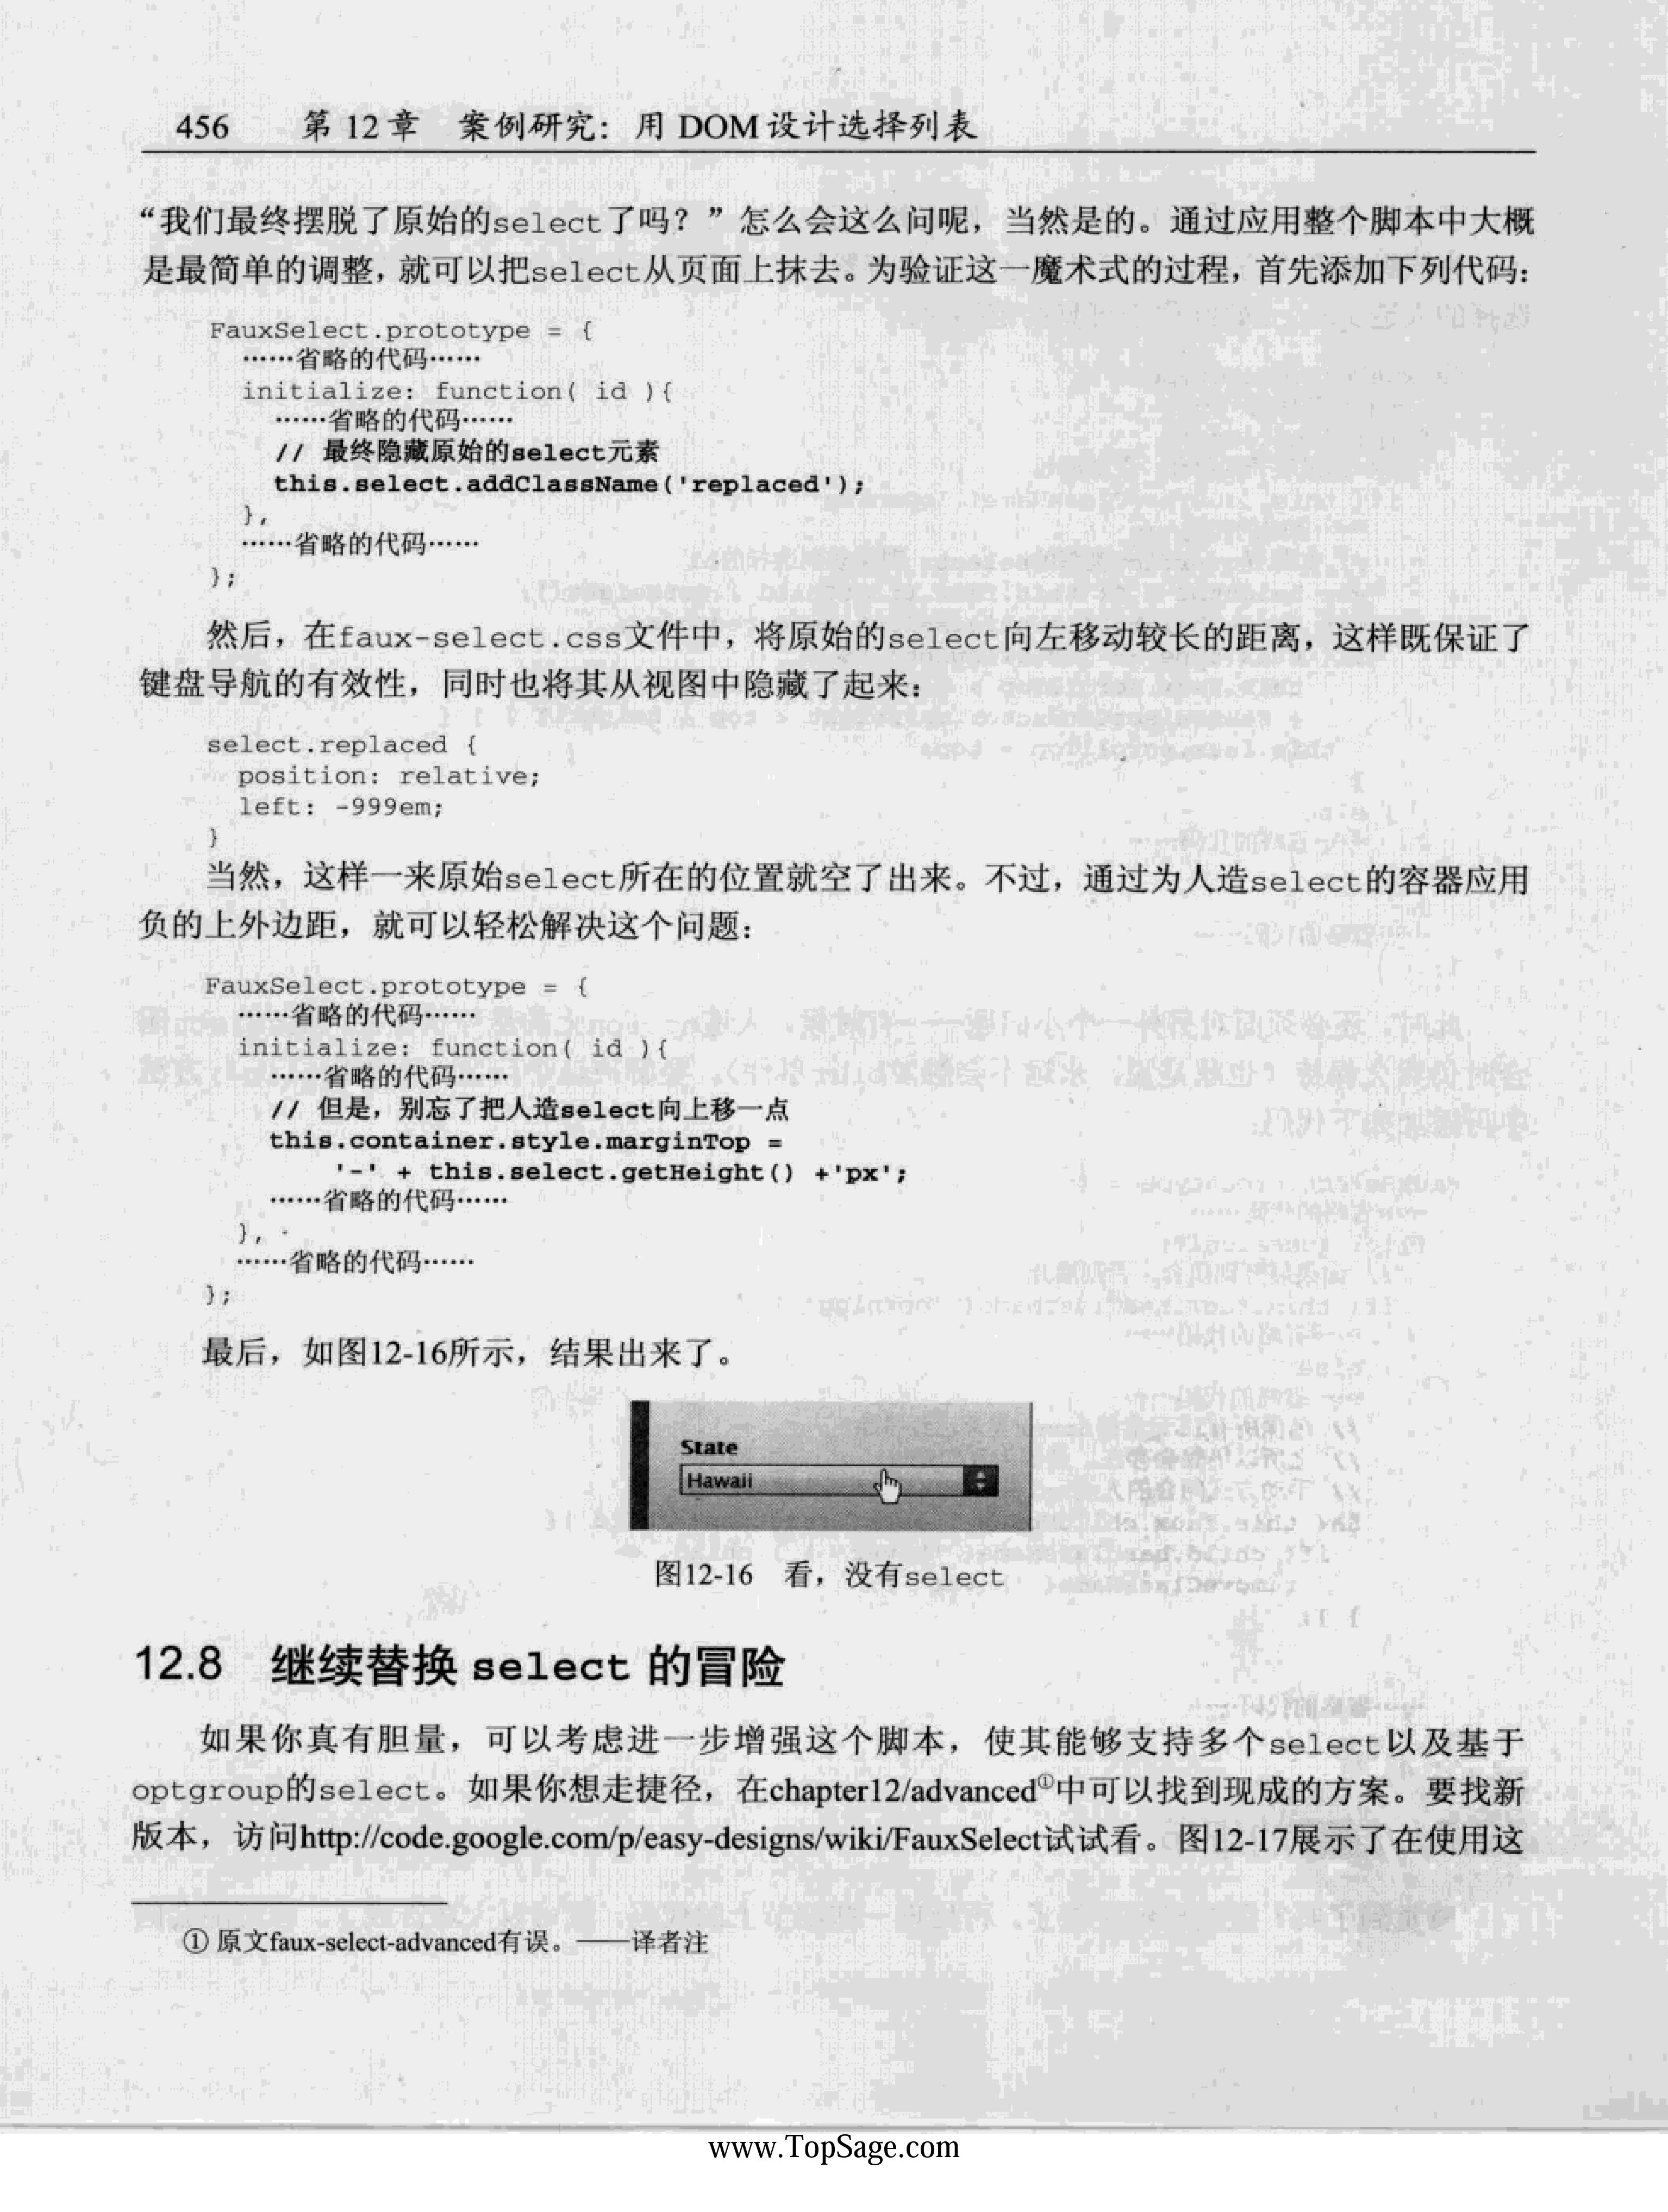 456 第 12 章 案例研究：用 DOM 设计选择列表
“我们最终摆脱了原始的select了吗？”怎么会这么问呢，当然是的。通过应用整个脚本中大概
是最简单的调整，就可以把select从页面上抹去。为验证这一魔术式的过程，首先添加下列代码：
FauxSelect.prototype = {
……省略的代码……
initialize: function( id ){
……省略的代码……
// 最终隐藏原始的select元素
this.select.addClassName('replaced');
},
……省略的代码……
};
然后，在faux-select.css文件中，将原始的select向左移动较长的距离，这样既保证了
键盘导航的有效性，同时也将其从视图中隐藏了起来：
select.replaced {
position: relative;
left: -999em;
}
当然，这样一来原始select所在的位置就空了出来。不过，通过为人造select的容器应用
负的上外边距，就可以轻松解决这个问题：
FauxSelect.prototype = {
……省略的代码……
initialize: function( id ){
……省略的代码……
// 但是，别忘了把人造select向上移一点
this.container.style.marginTop =
'-' + this.select.getHeight() +'px';
……省略的代码……
},
……省略的代码……
};
最后，如图12-16所示，结果出来了。
State
Hawaii
图12-16 看，没有select
12.8 继续替换 select 的冒险
如果你真有胆量，可以考虑进一步增强这个脚本，使其能够支持多个select以及基于
optgroup的select。如果你想走捷径，在chapter12/advanced①中可以找到现成的方案。要找新
版本，访问http://code.google.com/p/easy-designs/wiki/FauxSelect试试看。图12-17展示了在使用这
① 原文faux-select-advanced有误。——译者注
www.TopSage.com